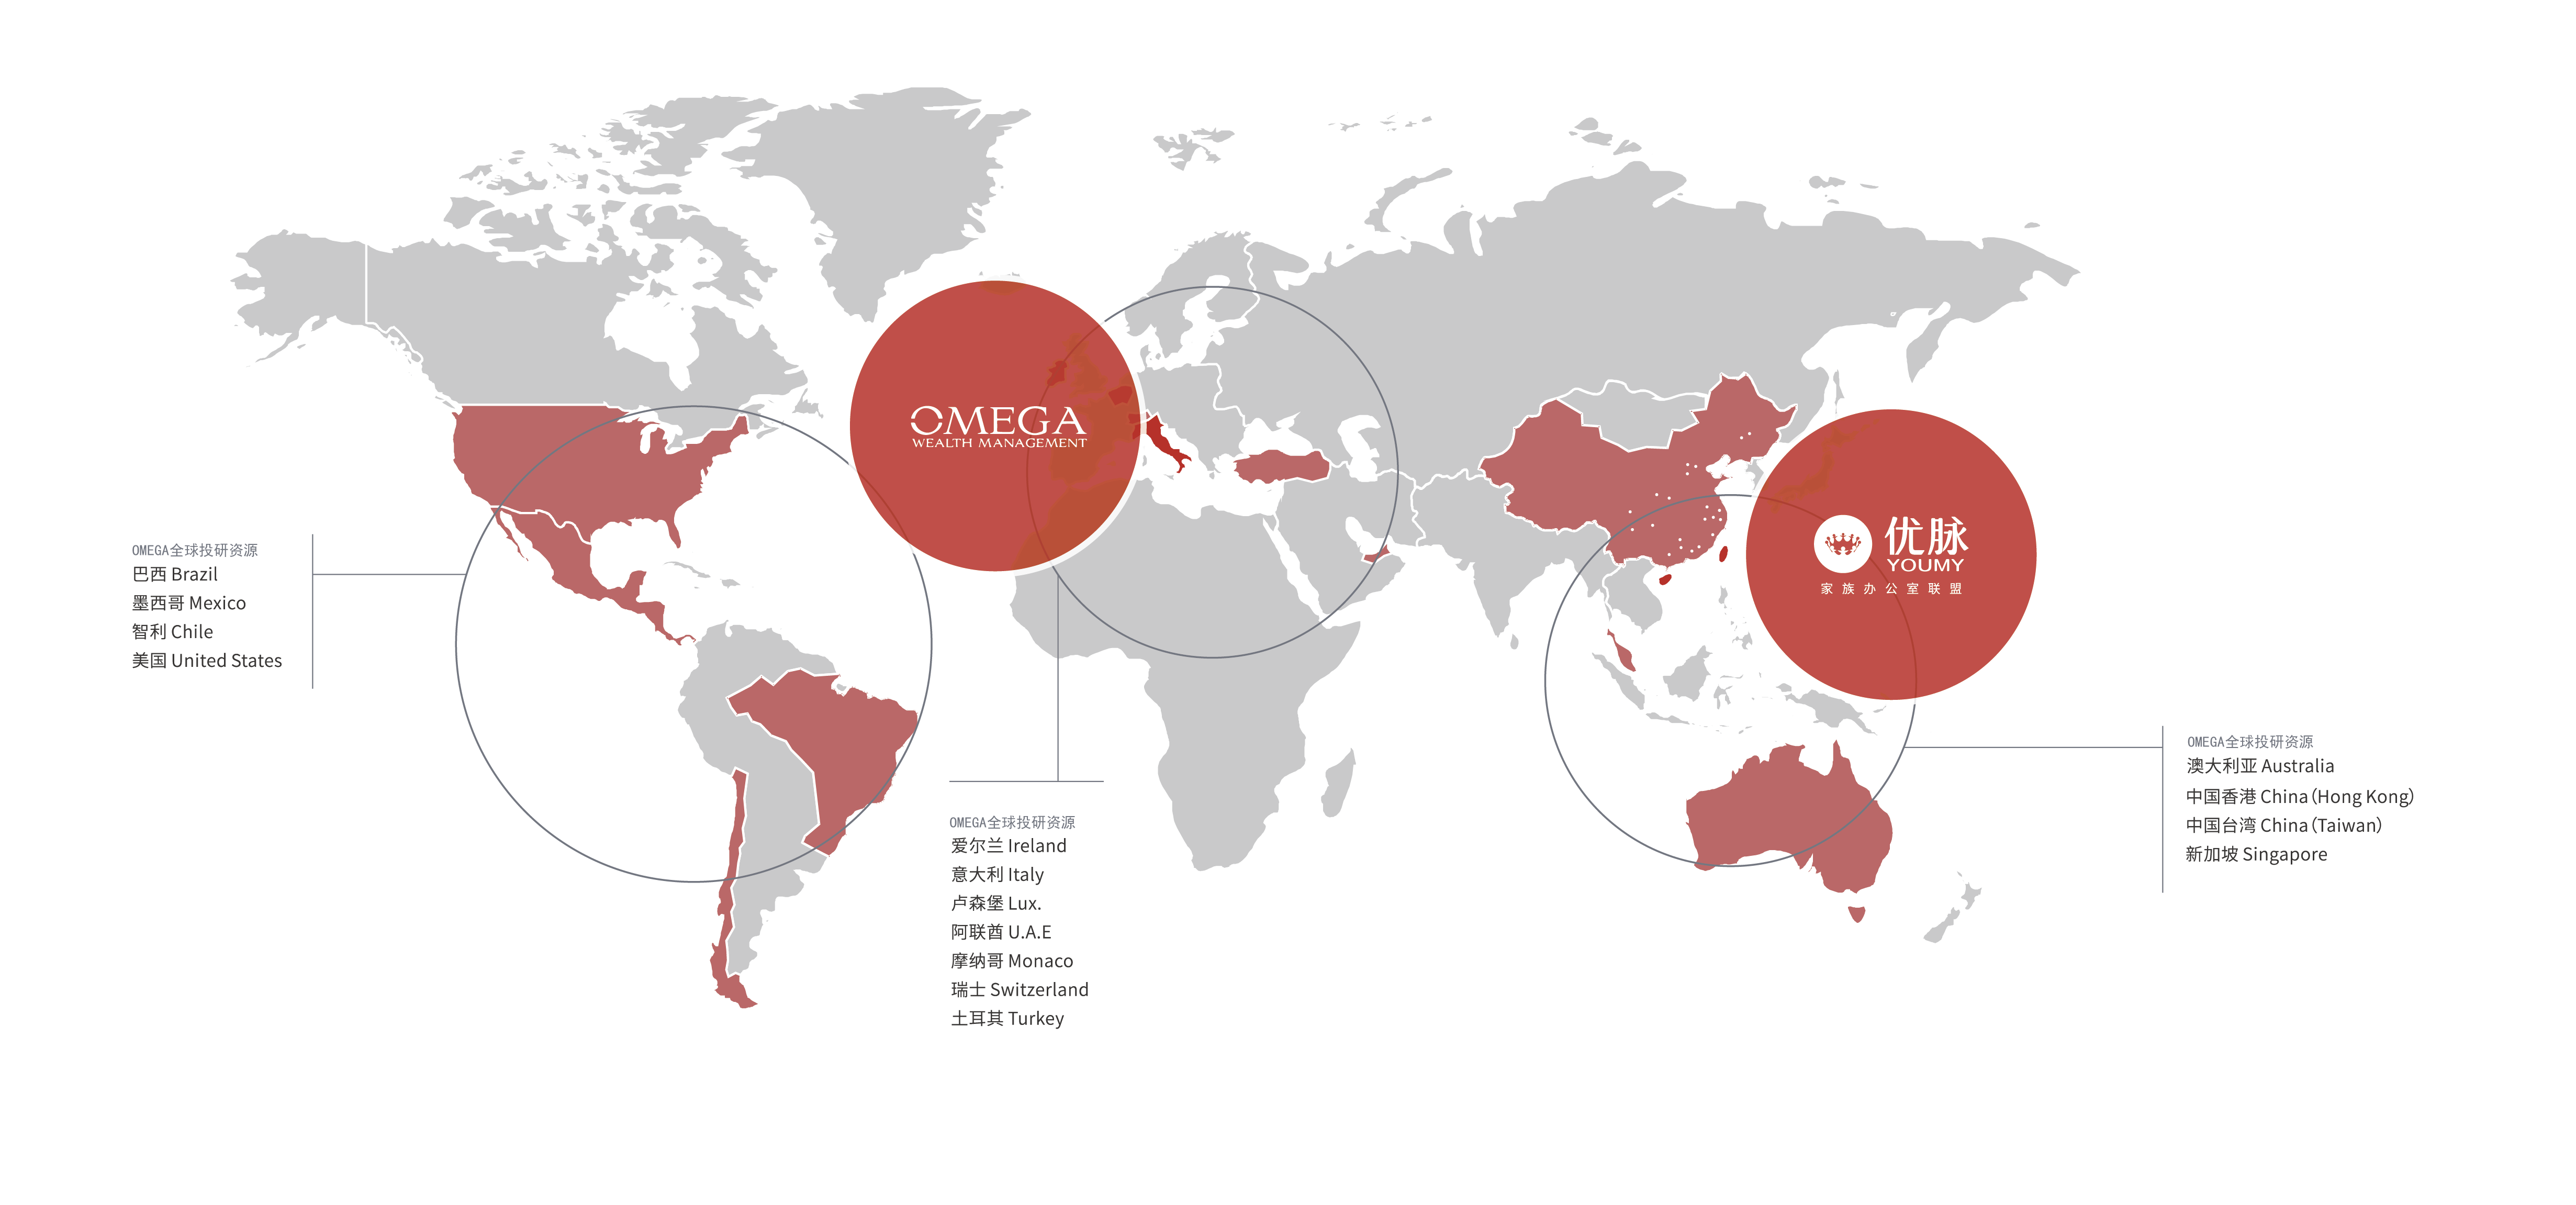 OMEGA
WEALTH MANAGEMENT
优脉
YOUMY
家族办公室联盟
OMEGA全球投研资源
巴西 Brazil
墨西哥 Mexico
智利 Chile
美国 United States
OMEGA全球投研资源
爱尔兰 Ireland
意大利 Italy
卢森堡 Lux.
阿联酋 U.A.E
摩纳哥 Monaco
瑞士 Switzerland
土耳其 Turkey
OMEGA全球投研资源
澳大利亚 Australia
中国香港 China（Hong Kong）
中国台湾 China（Taiwan）
新加坡 Singapore